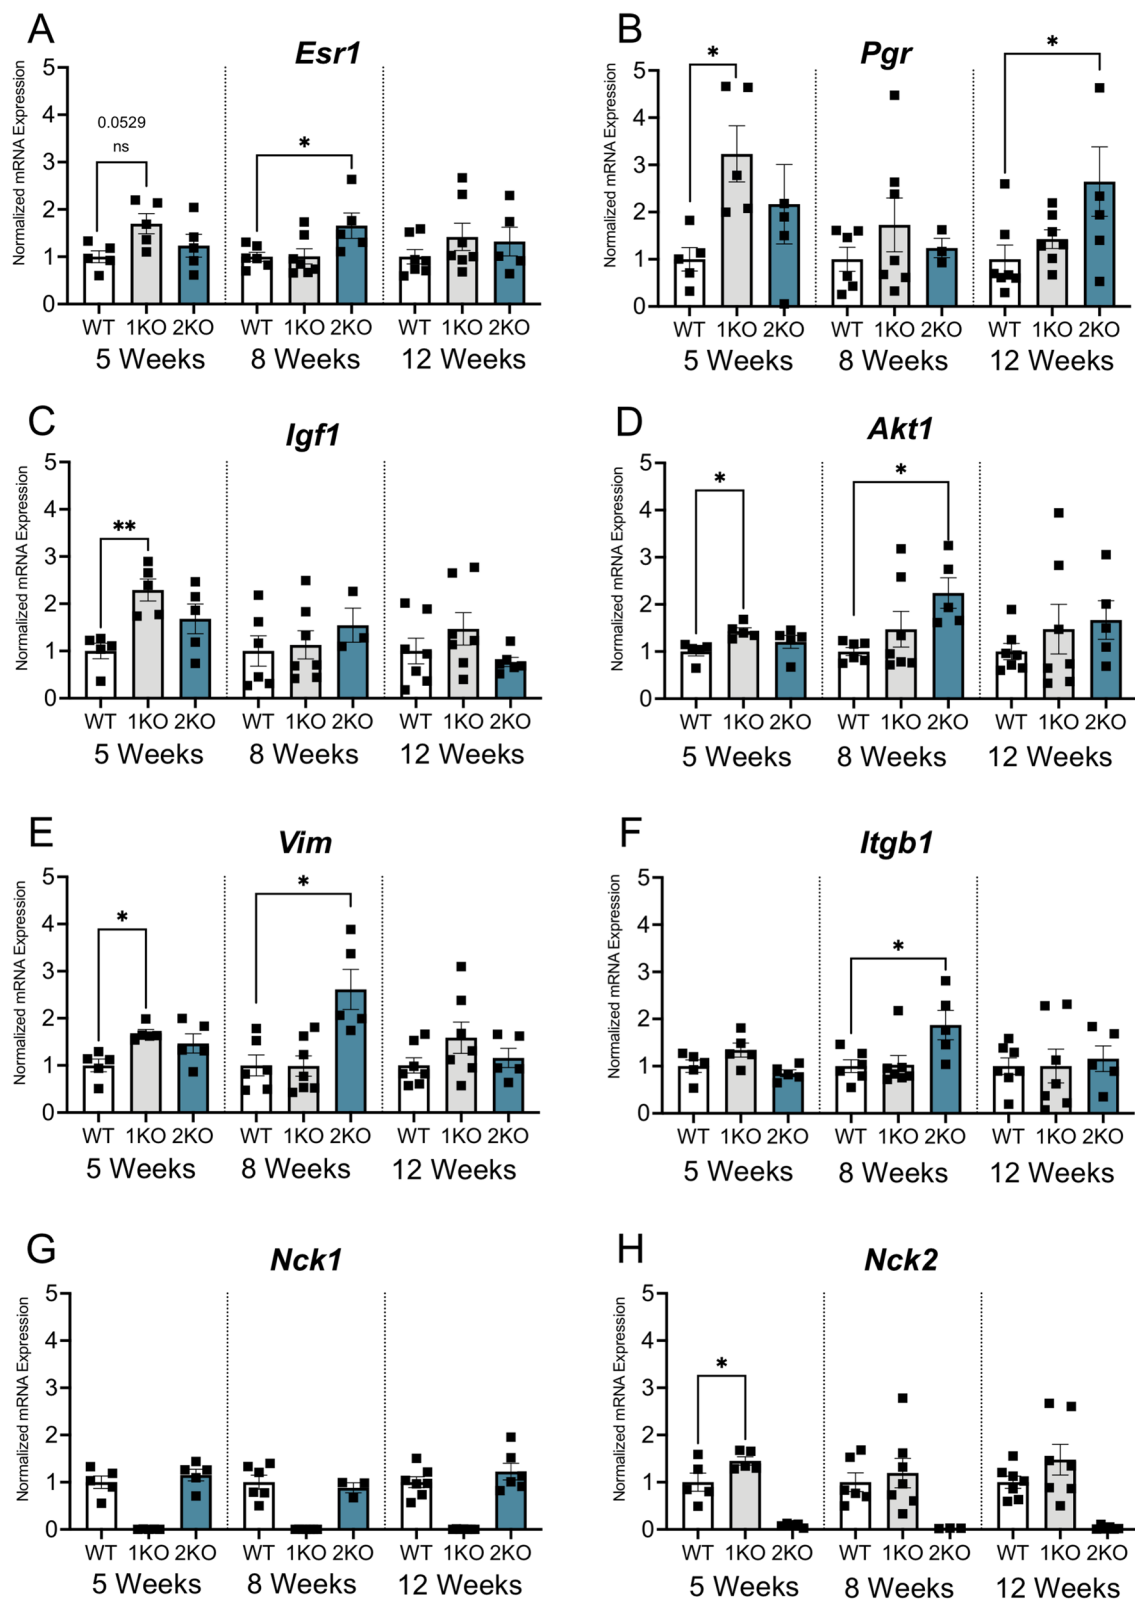 A
Esr1
Normalized mRNA Expression
5
4
3
2
1
0
0.0529
ns
*
WT 1KO 2KO WT 1KO 2KO WT 1KO 2KO
5 Weeks 8 Weeks 12 Weeks
B
Pgr
Normalized mRNA Expression
5
4
3
2
1
0
* *
WT 1KO 2KO WT 1KO 2KO WT 1KO 2KO
5 Weeks 8 Weeks 12 Weeks
C
Igf1
Normalized mRNA Expression
5
4
3
2
1
0
**
WT 1KO 2KO WT 1KO 2KO WT 1KO 2KO
5 Weeks 8 Weeks 12 Weeks
D
Akt1
Normalized mRNA Expression
5
4
3
2
1
0
* *
WT 1KO 2KO WT 1KO 2KO WT 1KO 2KO
5 Weeks 8 Weeks 12 Weeks
E
Vim
Normalized mRNA Expression
5
4
3
2
1
0
* *
WT 1KO 2KO WT 1KO 2KO WT 1KO 2KO
5 Weeks 8 Weeks 12 Weeks
F
Itgb1
Normalized mRNA Expression
5
4
3
2
1
0
*
WT 1KO 2KO WT 1KO 2KO WT 1KO 2KO
5 Weeks 8 Weeks 12 Weeks
G
Nck1
Normalized mRNA Expression
5
4
3
2
1
0
WT 1KO 2KO WT 1KO 2KO WT 1KO 2KO
5 Weeks 8 Weeks 12 Weeks
H
Nck2
Normalized mRNA Expression
5
4
3
2
1
0
*
WT 1KO 2KO WT 1KO 2KO WT 1KO 2KO
5 Weeks 8 Weeks 12 Weeks